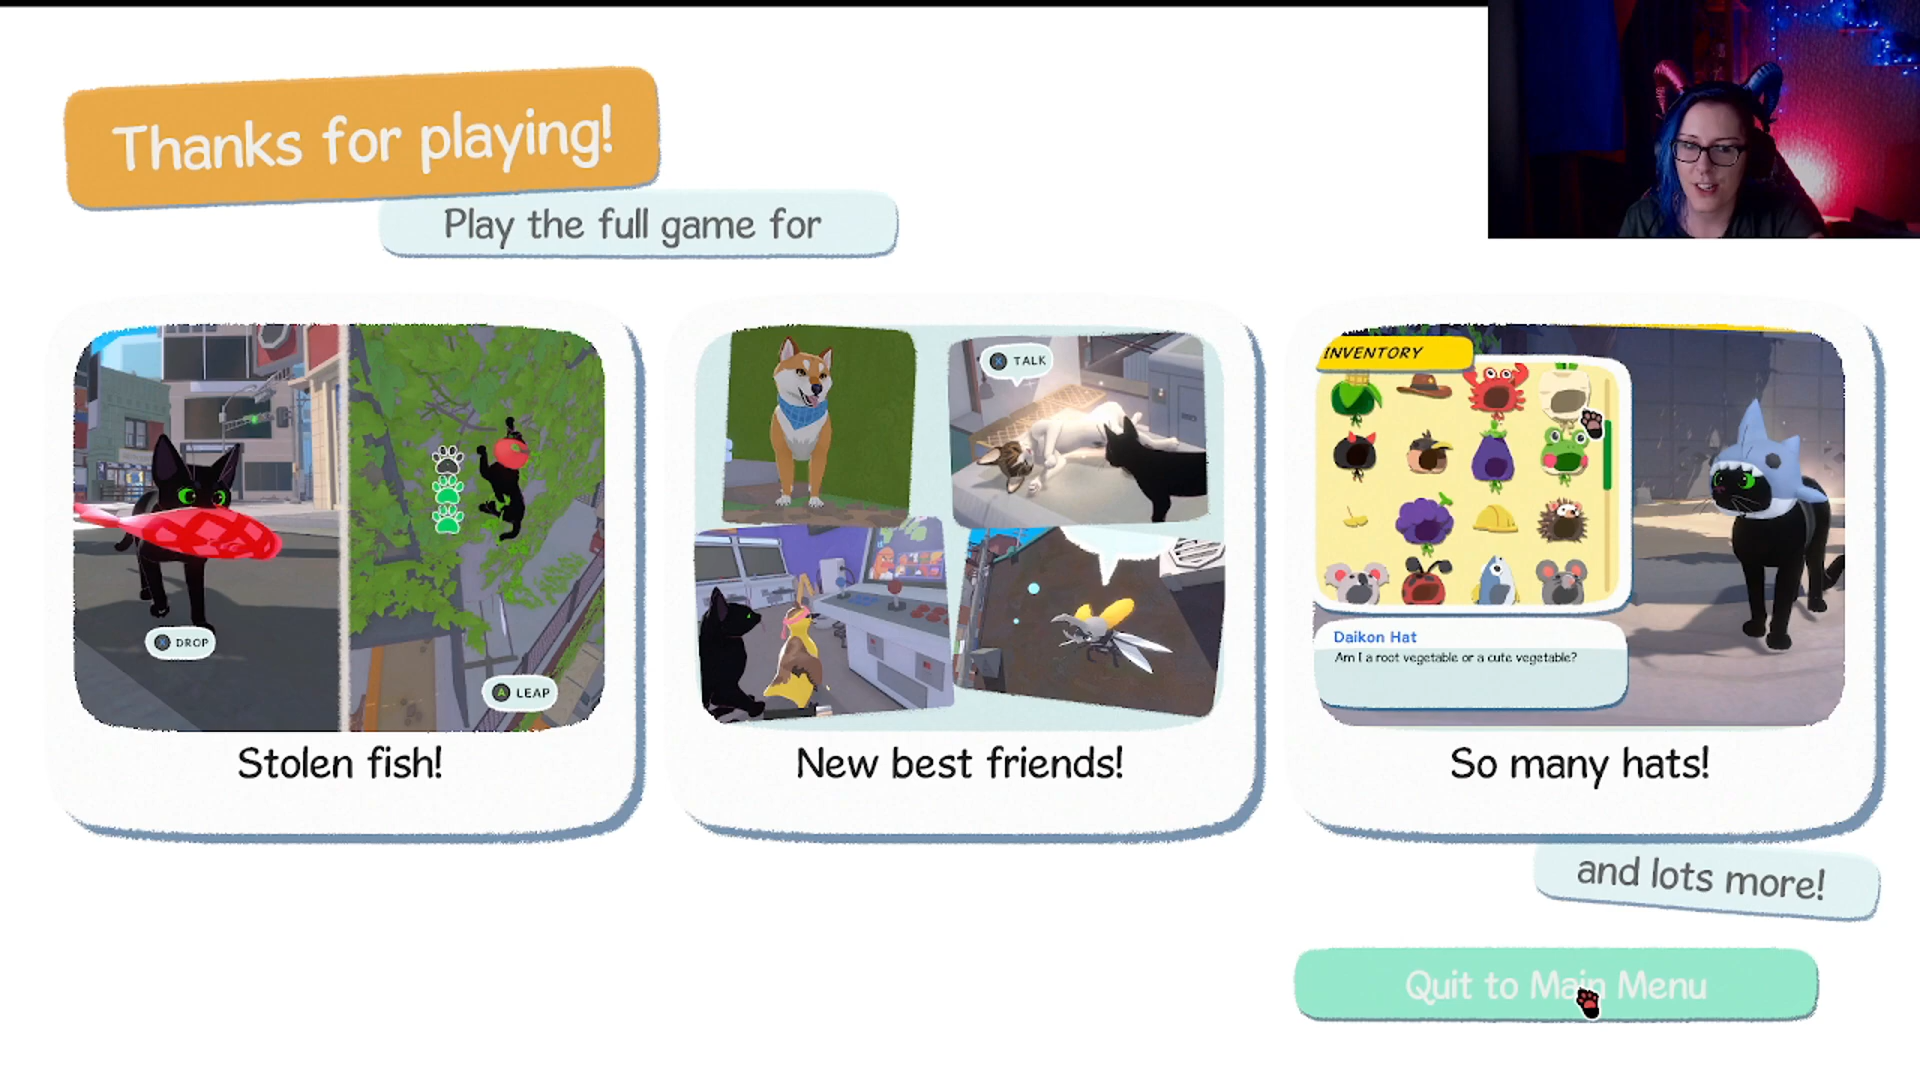 Thanks for playing!
Play the full game for
DROP
A LEAP
Stolen fish!
X TALK
New best friends!
INVENTORY
Daikon Hat
Am I a root vegetable or a cute vegetable?
So many hats!
and lots more!
Quit to Main Menu